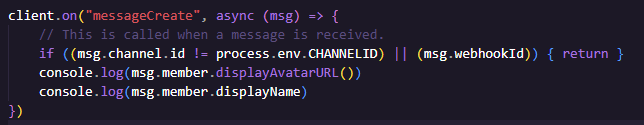 client.on("messageCreate", async (msg) => {
// This is called when a message is received.
if ((msg.channel.id != process.env.CHANNELID) || (msg.webhookId)) { return }
console.log(msg.member.displayAvatarURL())
console.log(msg.member.displayName)
})